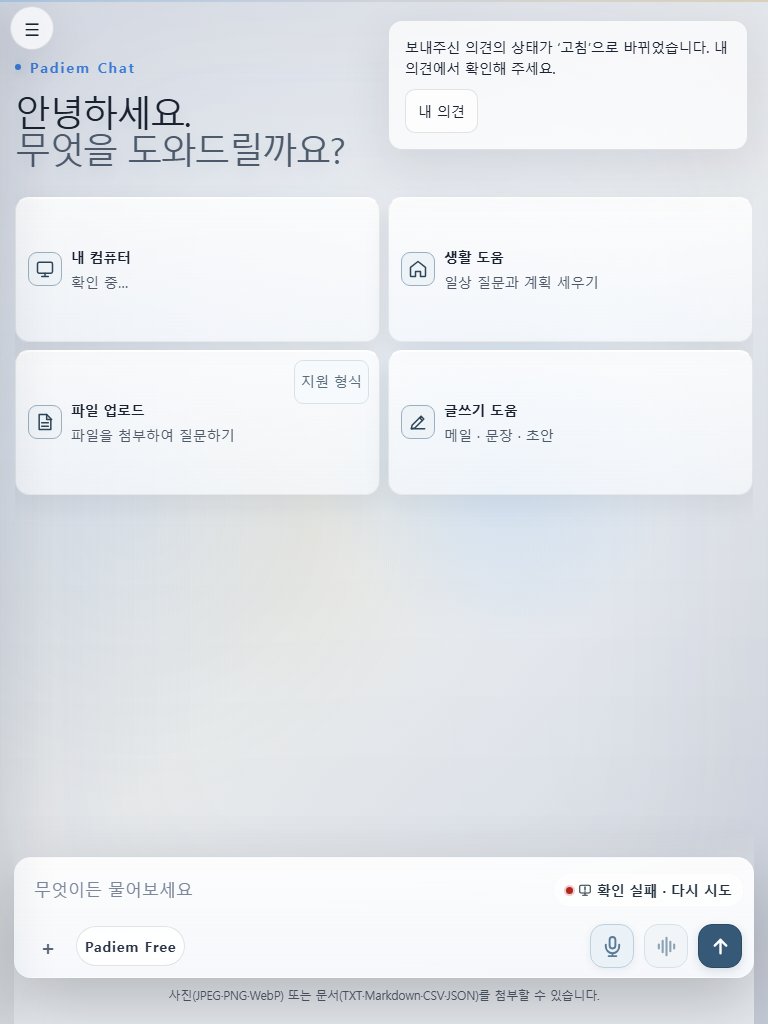 Padiem Chat
안녕하세요.
무엇을 도와드릴까요?
보내주신 의견의 상태가 ‘고침’으로 바뀌었습니다. 내
의견에서 확인해 주세요.
내 의견
내 컴퓨터
확인 중...
생활 도움
일상 질문과 계획 세우기
지원 형식
파일 업로드
파일을 첨부하여 질문하기
글쓰기 도움
메일 · 문장 · 초안
무엇이든 물어보세요
확인 실패 · 다시 시도
+
Padiem Free
사진(JPEG·PNG·WebP) 또는 문서(TXT·Markdown·CSV·JSON)를 첨부할 수 있습니다.